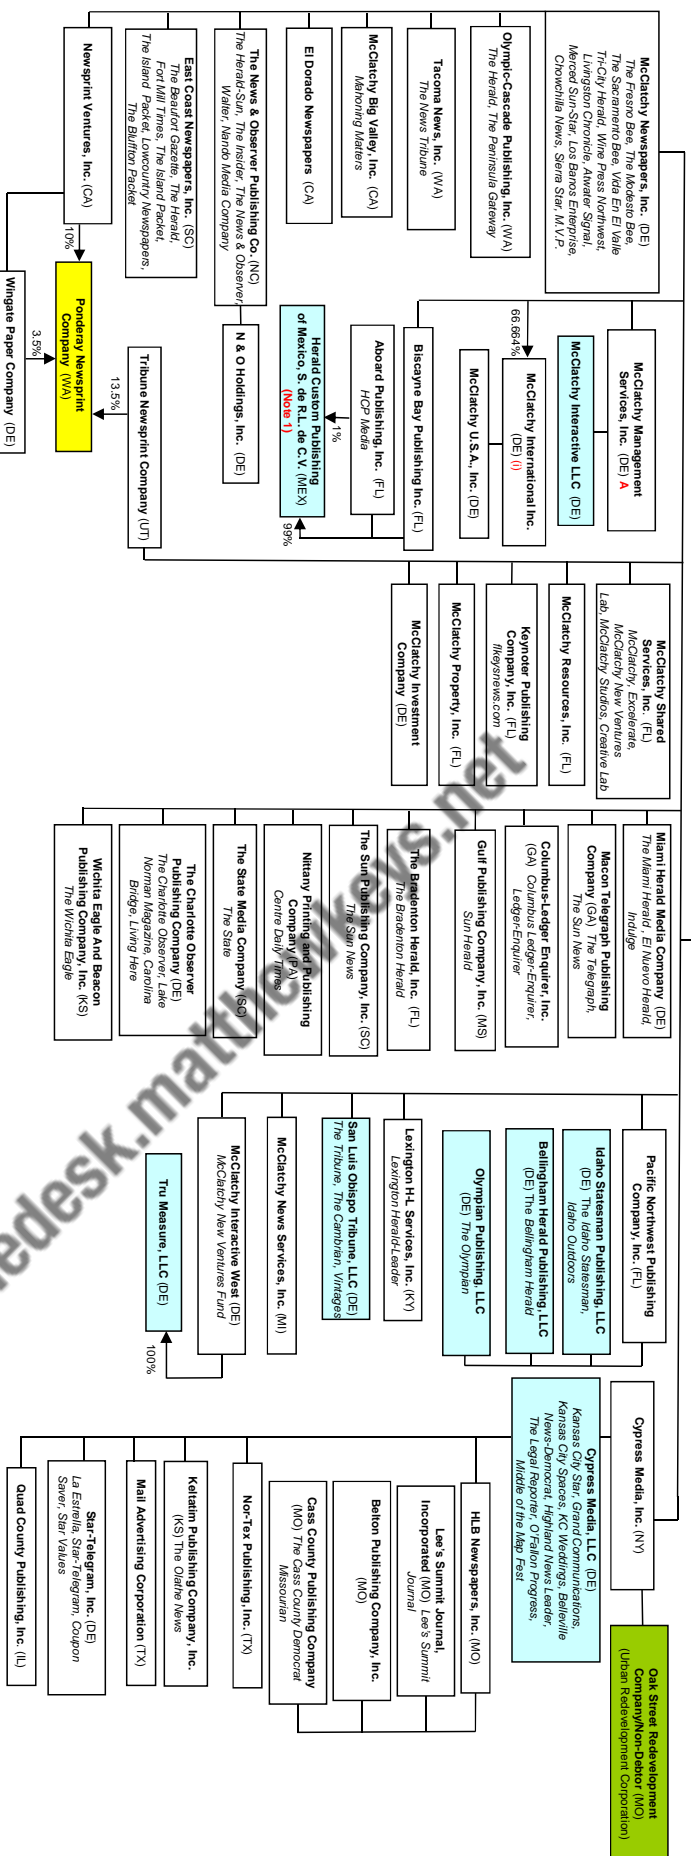 McClatchy Newspapers, Inc. (DE)
The Fresno Bee, The Modesto Bee,
The Sacramento Bee, Vida En El Valle
Tri-City Herald, Wine Press Northwest,
Livingston Chronicle, Atwater Signal,
Merced Sun-Star, Los Banos Enterprise,
Chowchilla News, Sierra Star, M.V.P.
Olympic-Cascade Publishing, Inc. (WA)
The Herald, The Peninsula Gateway
Tacoma News, Inc. (WA)
The News Tribune
McClatchy Big Valley, Inc. (CA)
Mahoning Matters
El Dorado Newspapers (CA)
The News & Observer Publishing Co. (NC)
The Herald-Sun, The Insider, The News & Observer,
Walter, Nando Media Company
East Coast Newspapers, Inc. (SC)
The Beaufort Gazette, The Herald,
Fort Mill Times, The Island Packet,
The Island Packet, Lowcountry Newspapers,
The Bluffton Packet
Newsprint Ventures, Inc. (CA)
10%
McClatchy Management
Services, Inc. (DE) A
McClatchy Interactive LLC (DE)
66.664%
McClatchy International Inc.
(DE) (i)
McClatchy U.S.A., Inc. (DE)
Biscayne Bay Publishing Inc. (FL)
Aboard Publishing, Inc. (FL)
HCP Media
1%
99%
Herald Custom Publishing
of Mexico, S. de R.L. de C.V. (MEX)
(Note 1)
N & O Holdings, Inc. (DE)
Tribune Newsprint Company (UT)
13.5%
Ponderay Newsprint
Company (WA)
3.5%
Wingate Paper Company (DE)
McClatchy Shared
Services, Inc. (FL)
McClatchy, Excelerate,
McClatchy New Ventures
Lab, McClatchy Studios, Creative Lab
McClatchy Resources, Inc. (FL)
Keynoter Publishing
Company, Inc. (FL)
flkeysnews.com
McClatchy Property, Inc. (FL)
McClatchy Investment
Company (DE)
Miami Herald Media Company (DE)
The Miami Herald, El Nuevo Herald,
Indulge
Macon Telegraph Publishing
Company (GA) The Telegraph,
The Sun News
Columbus-Ledger Enquirer, Inc.
(GA) Columbus Ledger-Enquirer,
Ledger-Enquirer
Gulf Publishing Company, Inc (MS)
Sun Herald
The Bradenton Herald, Inc. (FL)
The Bradenton Herald
The Sun Publishing Company, Inc. (SC)
The Sun News
Nittany Printing and Publishing
Company (PA)
Centre Daily Times
The State Media Company (SC)
The State
The Charlotte Observer
Publishing Company (DE)
The Charlotte Observer, Lake
Norman Magazine, Carolina
Bridge, Living Here
Wichita Eagle And Beacon
Publishing Company, Inc. (KS)
The Wichita Eagle
Pacific Northwest Publishing
Company, Inc. (FL)
Idaho Statesman Publishing, LLC
(DE) The Idaho Statesman,
Idaho Outdoors
Bellingham Herald Publishing, LLC
(DE) The Bellingham Herald
Olympian Publishing, LLC
(DE) The Olympian
Lexington H-L Services, Inc. (KY)
Lexington Herald-Leader
San Luis Obispo Tribune, LLC (DE)
The Tribune, The Cambrian, Vintages
McClatchy News Services, Inc. (MI)
McClatchy Interactive West (DE)
McClatchy New Ventures Fund
100%
Tru Measure, LLC (DE)
Cypress Media, Inc. (NY)
Oak Street Redevelopment
Company/Non-Debtor (MO)
(Urban Redevelopment Corporation)
Cypress Media, LLC (DE)
Kansas City Star, Grand Communications,
Kansas City Spaces, KC Weddings, Belleville
News-Democrat, Highland News Leader,
The Legal Reporter, O'Fallon Progress,
Middle of the Map Fest
HLB Newspapers, Inc. (MO)
Lee's Summit Journal,
Incorporated (MO) Lee's Summit
Journal
Belton Publishing Company, Inc.
(MO)
Cass County Publishing Company
(MO) The Cass County Democrat
Missourian
Nor-Tex Publishing, Inc. (TX)
Keltatim Publishing Company, Inc.
(KS) The Olathe News
Mail Advertising Corporation (TX)
Star-Telegram, Inc. (DE)
La Estrella, Star-Telegram, Coupon
Saver, Star Values
Quad County Publishing, Inc. (IL)
edesk.matthewkeys.net